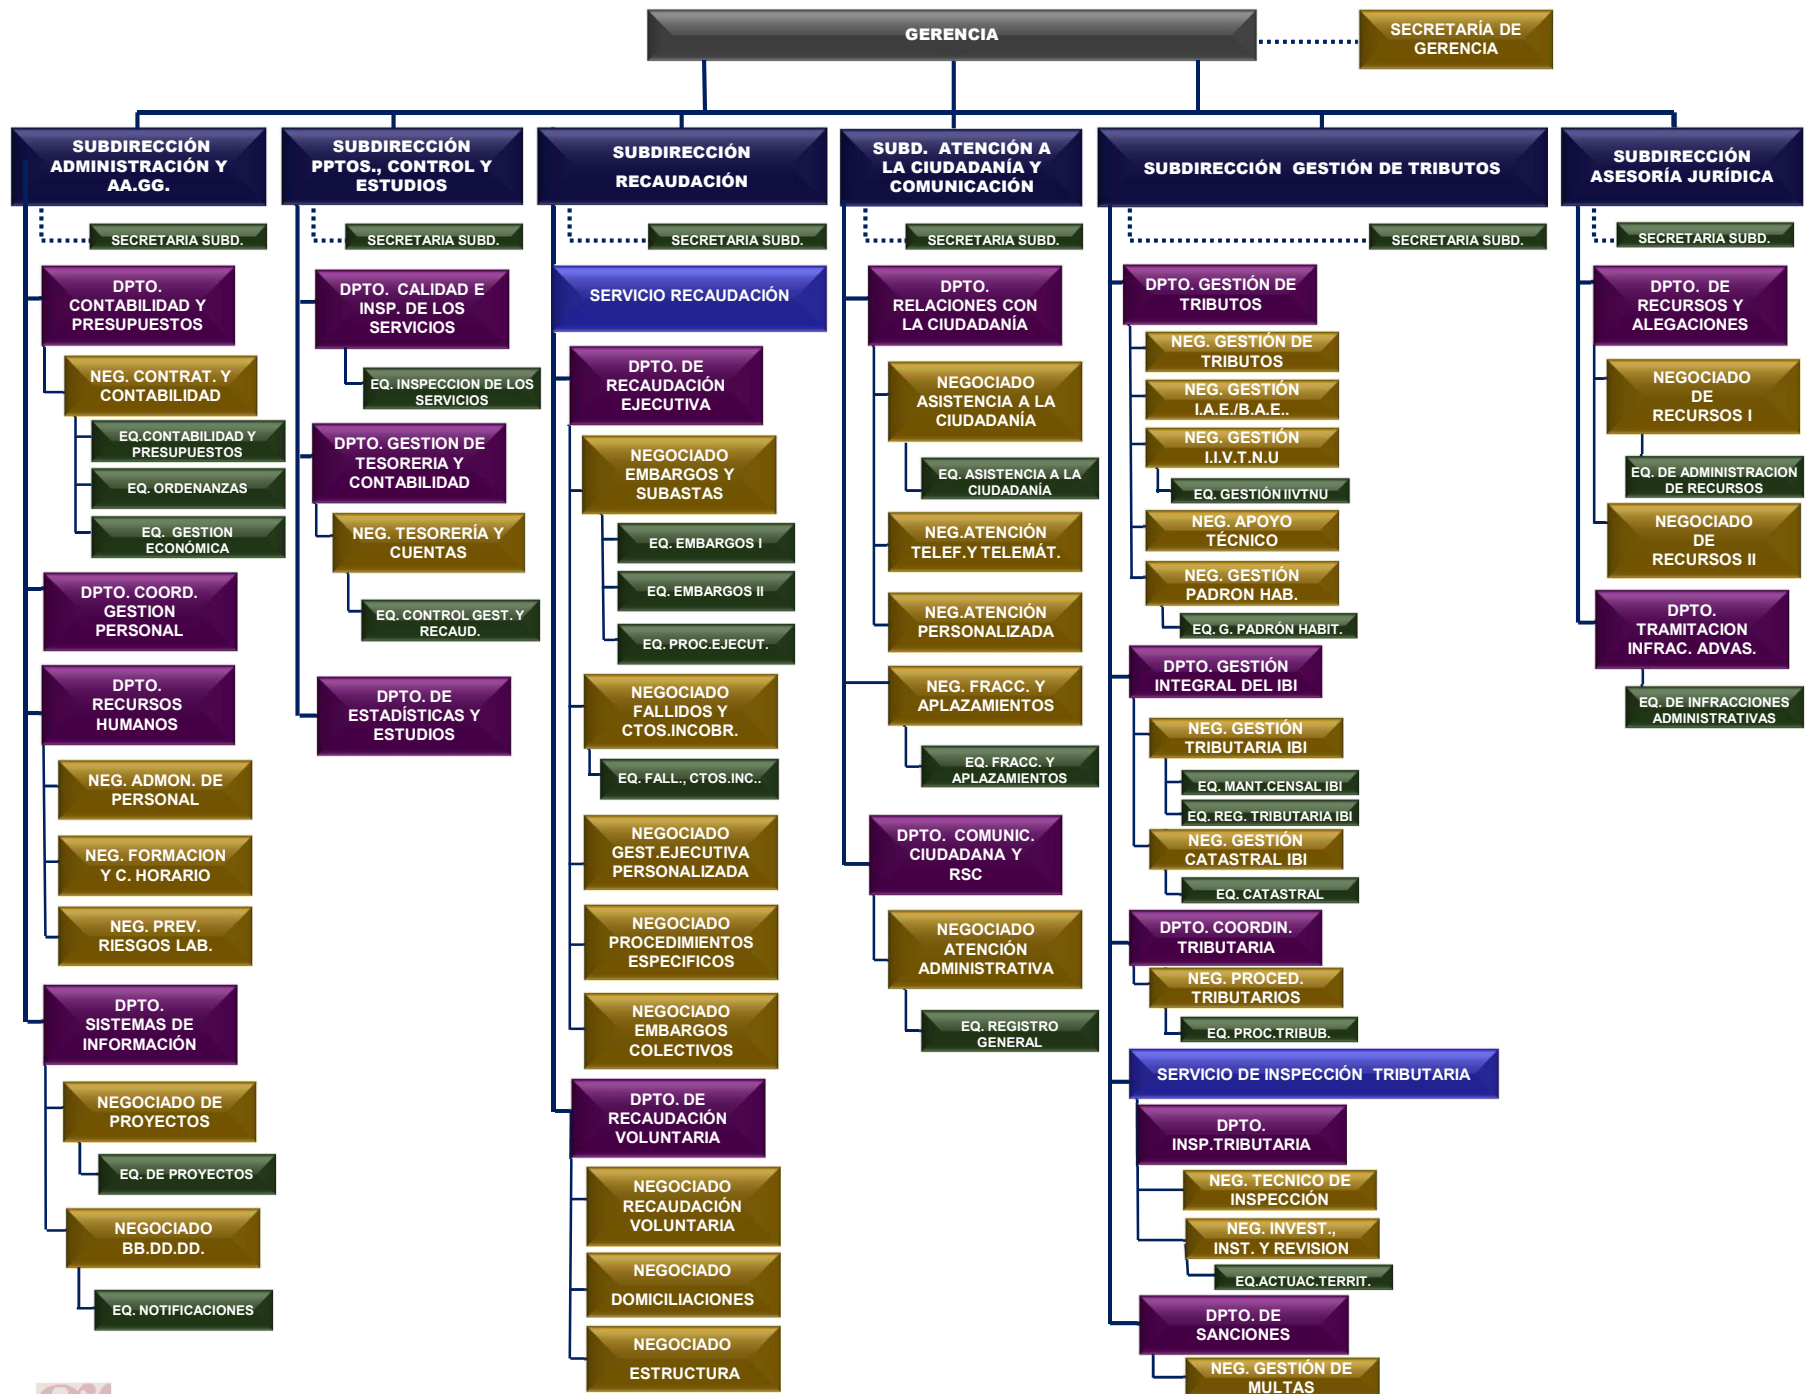 GERENCIA
SECRETARÍA DE
GERENCIA
SUBDIRECCIÓN
ADMINISTRACIÓN Y
AA.GG.
SECRETARIA SUBD.
DPTO.
CONTABILIDAD Y
PRESUPUESTOS
NEG. CONTRAT. Y
CONTABILIDAD
EQ.CONTABILIDAD Y
PRESUPUESTOS
EQ. ORDENANZAS
EQ. GESTION
ECONÓMICA
DPTO. COORD.
GESTION
PERSONAL
DPTO.
RECURSOS
HUMANOS
NEG. ADMON. DE
PERSONAL
NEG. FORMACION
Y C. HORARIO
NEG. PREV.
RIESGOS LAB.
DPTO.
SISTEMAS DE
INFORMACIÓN
NEGOCIADO DE
PROYECTOS
EQ. DE PROYECTOS
NEGOCIADO
BB.DD.DD.
EQ. NOTIFICACIONES
SUBDIRECCIÓN
PPTOS., CONTROL Y
ESTUDIOS
SECRETARIA SUBD.
DPTO. CALIDAD E
INSP. DE LOS
SERVICIOS
EQ. INSPECCION DE LOS
SERVICIOS
DPTO. GESTION DE
TESORERIA Y
CONTABILIDAD
NEG. TESORERÍA Y
CUENTAS
EQ. CONTROL GEST. Y
RECAUD.
DPTO. DE
ESTADÍSTICAS Y
ESTUDIOS
SUBDIRECCIÓN
RECAUDACIÓN
SECRETARIA SUBD.
SERVICIO RECAUDACIÓN
DPTO. DE
RECAUDACIÓN
EJECUTIVA
NEGOCIADO
EMBARGOS Y
SUBASTAS
EQ. EMBARGOS I
EQ. EMBARGOS II
EQ. PROC.EJECUT.
NEGOCIADO
FALLIDOS Y
CTOS.INCOBR.
EQ. FALL., CTOS.INC..
NEGOCIADO
GEST.EJECUTIVA
PERSONALIZADA
NEGOCIADO
PROCEDIMIENTOS
ESPECIFICOS
NEGOCIADO
EMBARGOS
COLECTIVOS
DPTO. DE
RECAUDACIÓN
VOLUNTARIA
NEGOCIADO
RECAUDACIÓN
VOLUNTARIA
NEGOCIADO
DOMICILIACIONES
NEGOCIADO
ESTRUCTURA
SUBD. ATENCIÓN A
LA CIUDADANÍA Y
COMUNICACIÓN
SECRETARIA SUBD.
DPTO.
RELACIONES CON
LA CIUDADANÍA
NEGOCIADO
ASISTENCIA A LA
CIUDADANÍA
EQ. ASISTENCIA A LA
CIUDADANÍA
NEG.ATENCIÓN
TELEF.Y TELEMÁT.
NEG.ATENCIÓN
PERSONALIZADA
NEG. FRACC. Y
APLAZAMIENTOS
EQ. FRACC. Y
APLAZAMIENTOS
DPTO. COMUNIC.
CIUDADANA Y
RSC
NEGOCIADO
ATENCIÓN
ADMINISTRATIVA
EQ. REGISTRO
GENERAL
SUBDIRECCIÓN GESTIÓN DE TRIBUTOS
SECRETARIA SUBD.
DPTO. GESTIÓN DE
TRIBUTOS
NEG. GESTIÓN DE
TRIBUTOS
NEG. GESTIÓN
I.A.E./B.A.E..
NEG. GESTIÓN
I.I.V.T.N.U
EQ. GESTIÓN IIVTNU
NEG. APOYO
TÉCNICO
NEG. GESTIÓN
PADRON HAB.
EQ. G. PADRÓN HABIT.
DPTO. GESTIÓN
INTEGRAL DEL IBI
NEG. GESTIÓN
TRIBUTARIA IBI
EQ. MANT.CENSAL IBI
EQ. REG. TRIBUTARIA IBI
NEG. GESTIÓN
CATASTRAL IBI
EQ. CATASTRAL
DPTO. COORDIN.
TRIBUTARIA
NEG. PROCED.
TRIBUTARIOS
EQ. PROC.TRIBUB.
SERVICIO DE INSPECCIÓN TRIBUTARIA
DPTO.
INSP.TRIBUTARIA
NEG. TECNICO DE
INSPECCIÓN
NEG. INVEST.,
INST. Y REVISION
EQ.ACTUAC.TERRIT.
DPTO. DE
SANCIONES
NEG. GESTIÓN DE
MULTAS
SUBDIRECCIÓN
ASESORÍA JURÍDICA
SECRETARIA SUBD.
DPTO. DE
RECURSOS Y
ALEGACIONES
NEGOCIADO
DE
RECURSOS I
EQ. DE ADMINISTRACION
DE RECURSOS
NEGOCIADO
DE
RECURSOS II
DPTO.
TRAMITACION
INFRAC. ADVAS.
EQ. DE INFRACCIONES
ADMINISTRATIVAS